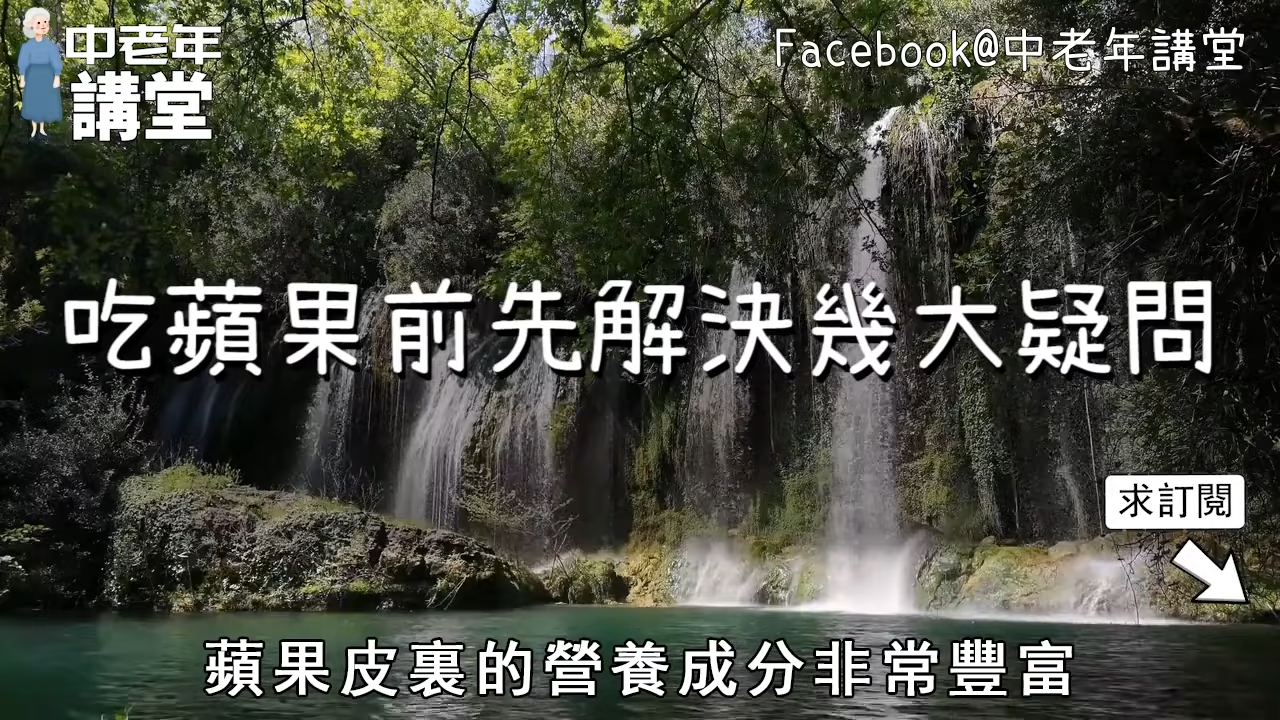 中老年
講堂
Facebook@中老年講堂
吃蘋果前先解決幾大疑問
求訂閱
蘋果皮裏的營養成分非常豐富